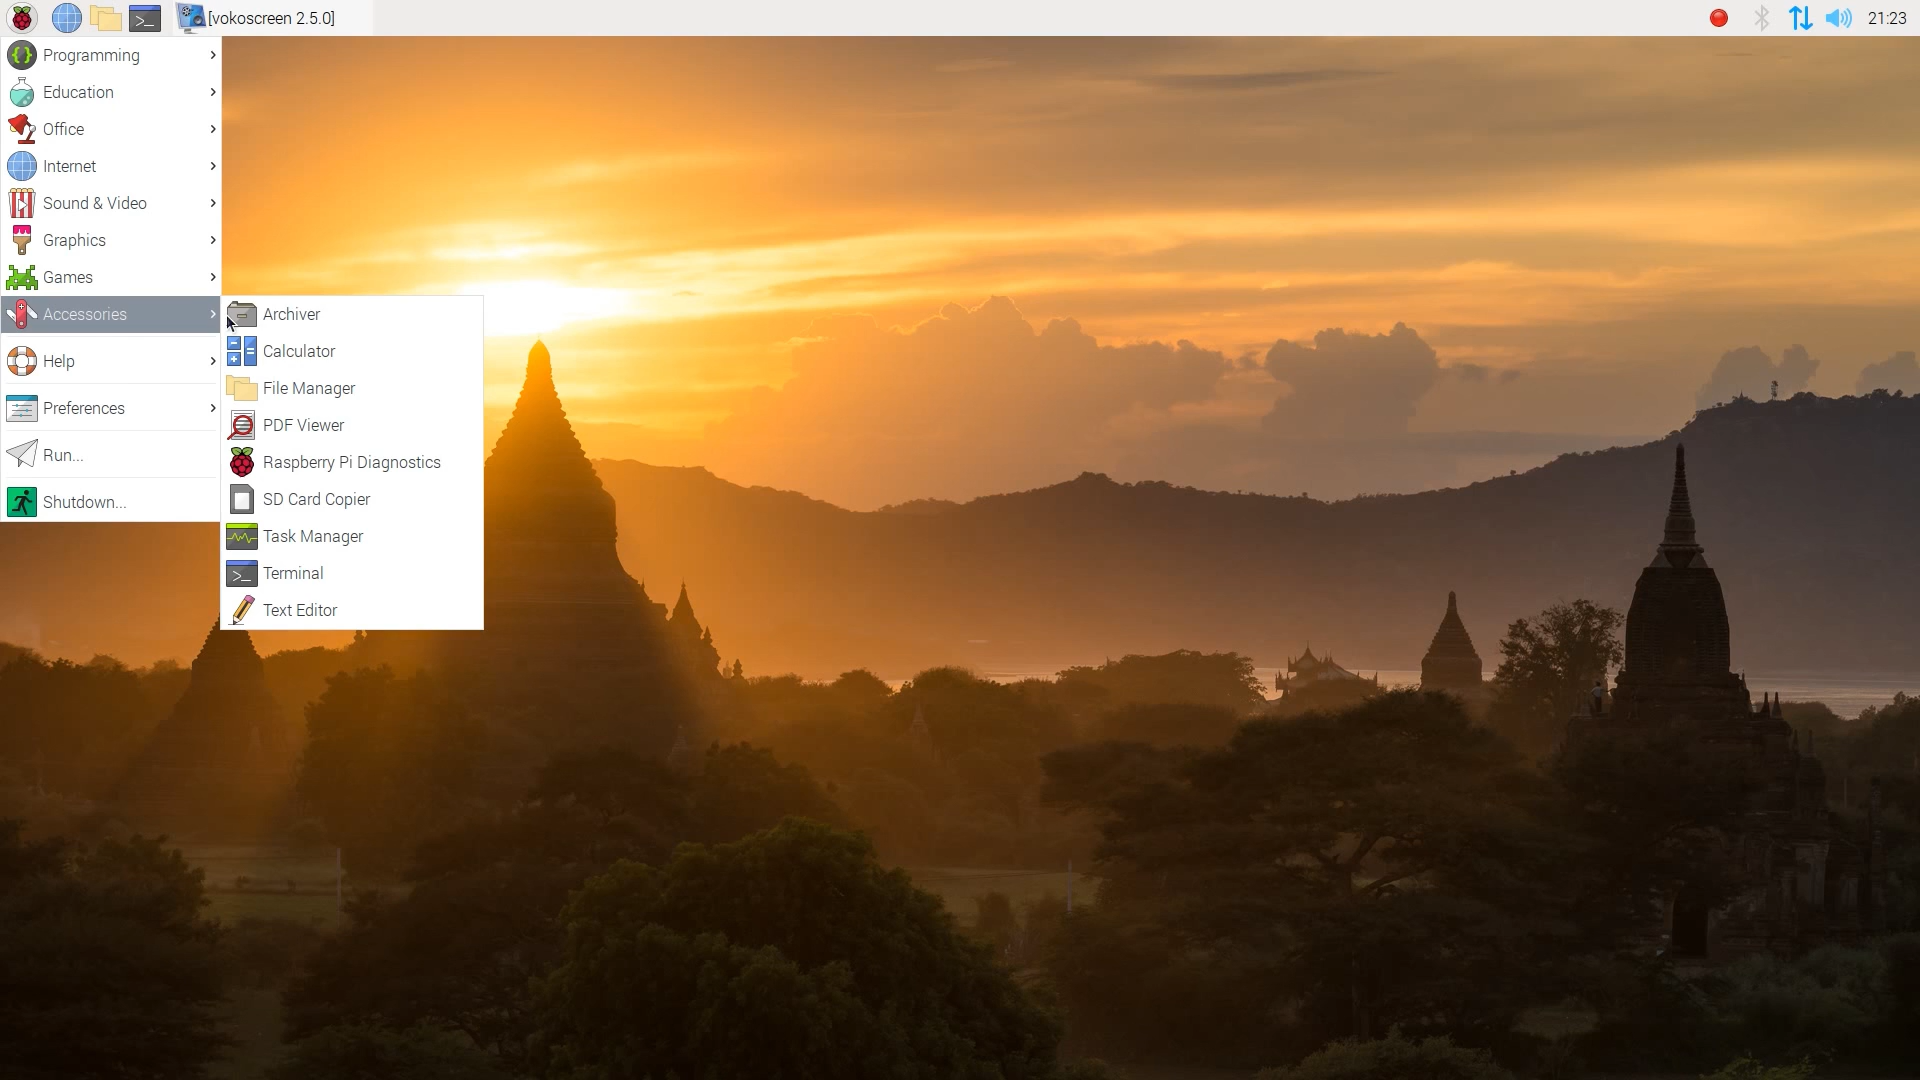 [vokoscreen 2.5.0]
21:23
Programming
Education
Office
Internet
Sound & Video
Graphics
Games
Accessories
Help
Preferences
Run...
Shutdown...
Archiver
Calculator
File Manager
PDF Viewer
Raspberry Pi Diagnostics
SD Card Copier
Task Manager
Terminal
Text Editor